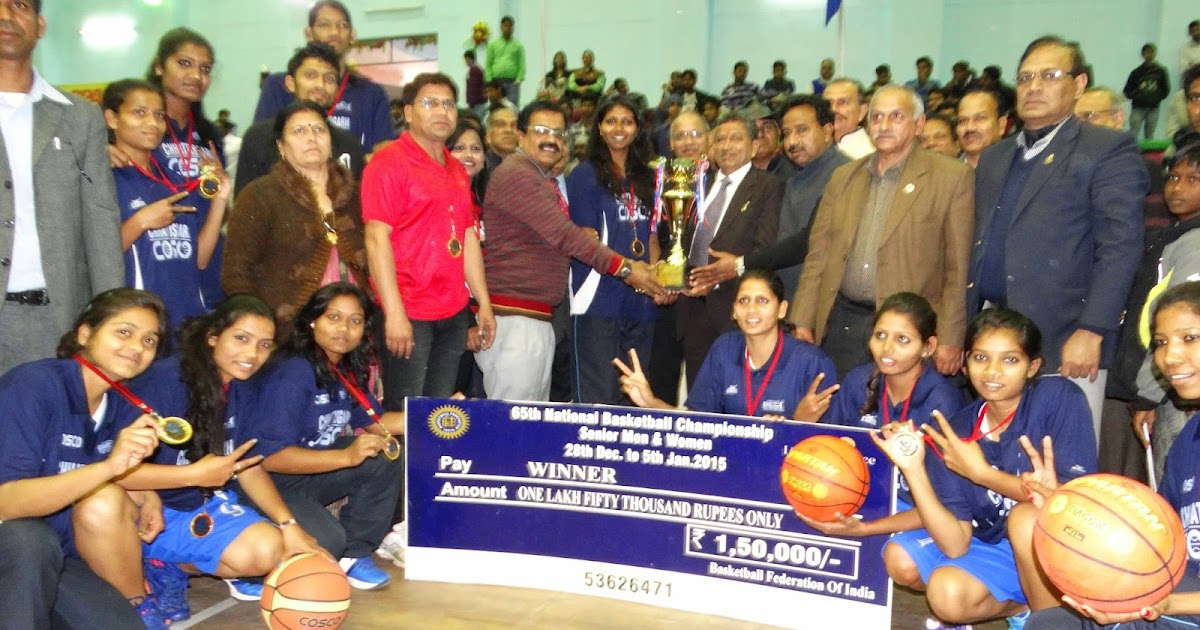 65th National Basketball Championship
Senior Men & Women
28th Dec. to 5th Jan.2015
Pay WINNER
Amount ONE LAKH FIFTY THOUSAND RUPEES ONLY
₹ 1,50,000/-
Basketball Federation Of India
53626471
COSCO
COSCO
COSCO
SPARTAN